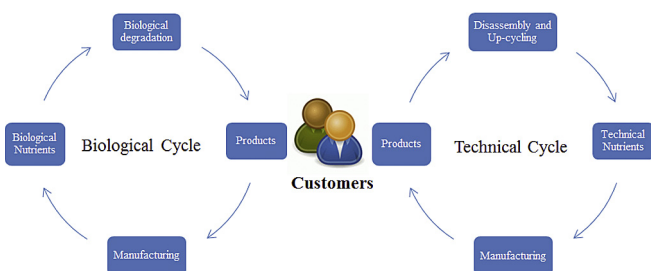 Biological
degradation
Biological
Nutrients
Biological Cycle
Products
Manufacturing
Customers
Disassembly and
Up-cycling
Products
Technical Cycle
Technical
Nutrients
Manufacturing